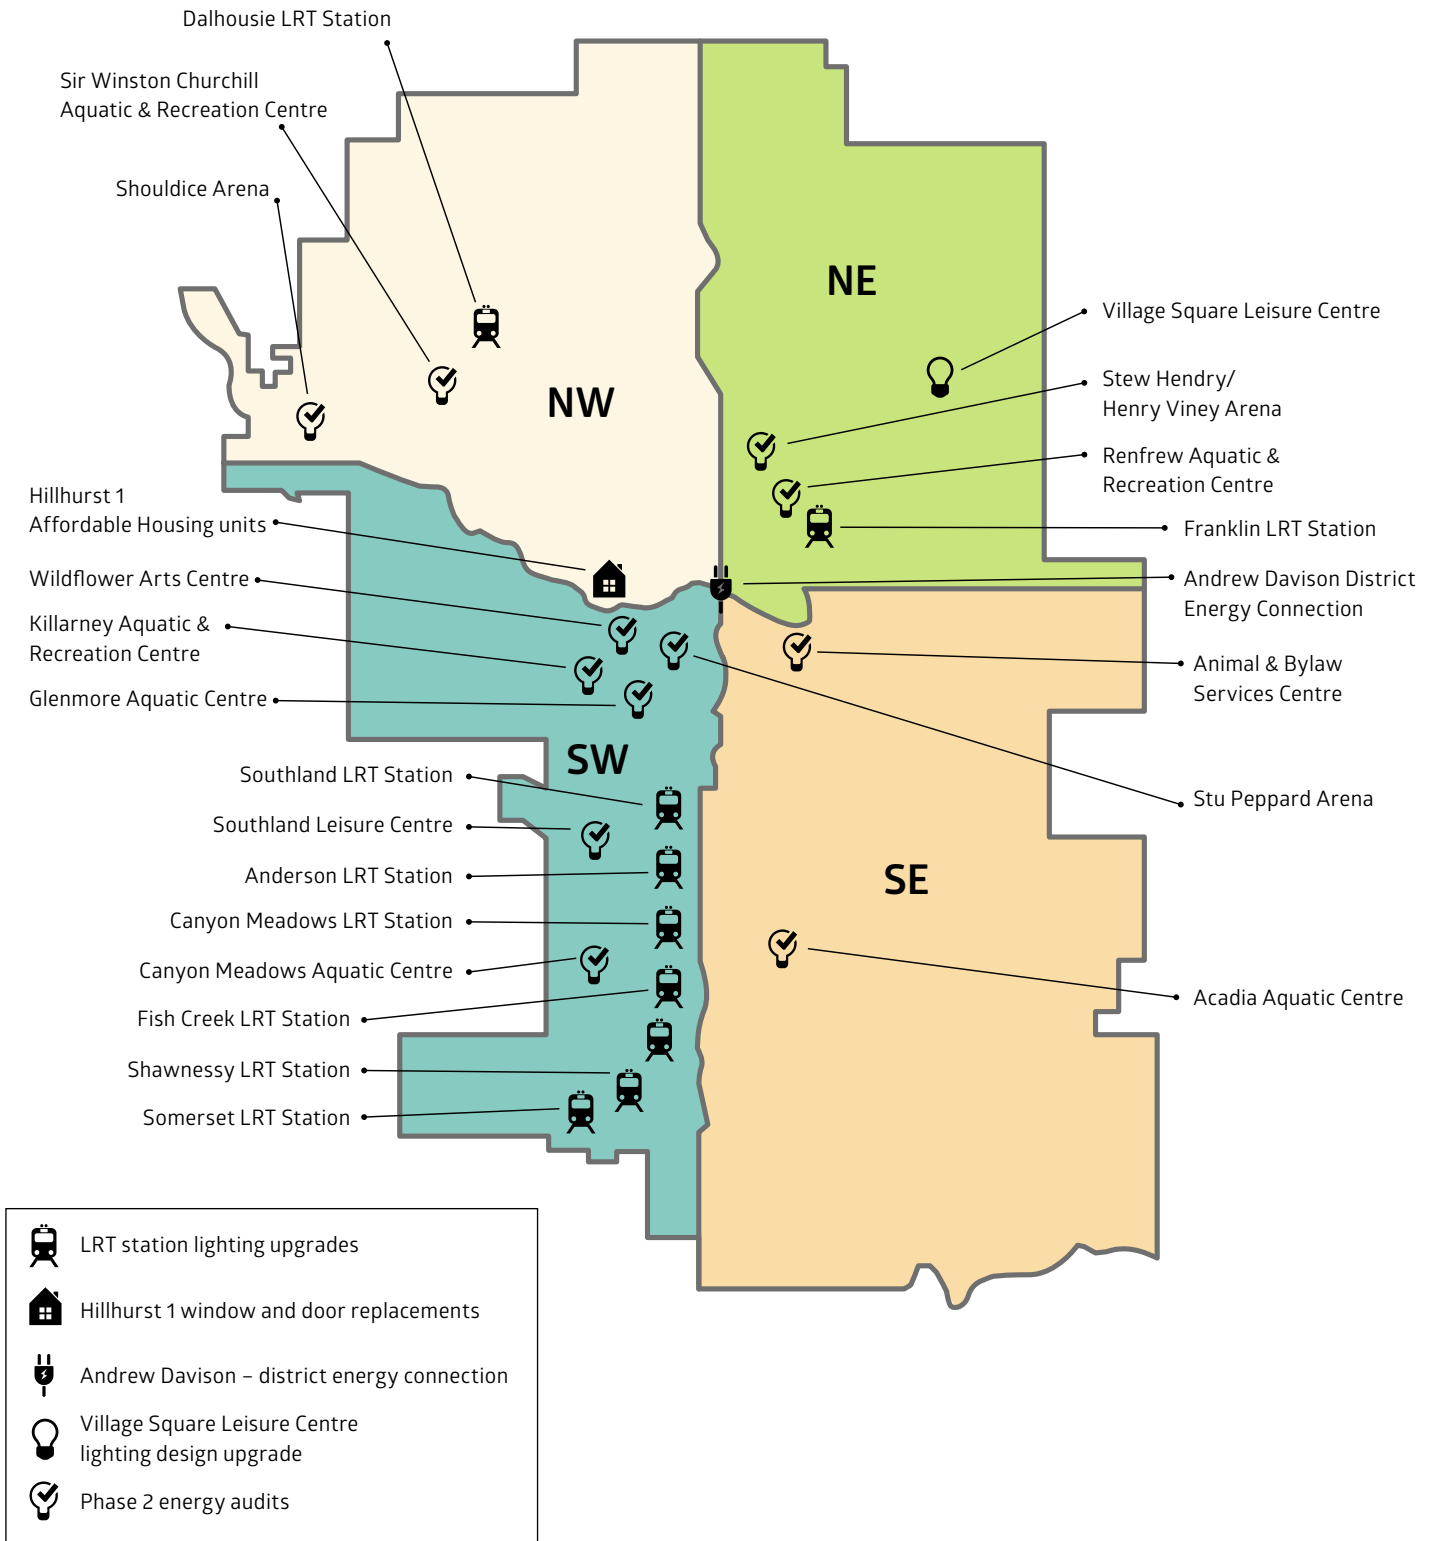 Dalhousie LRT Station
Sir Winston Churchill
Aquatic & Recreation Centre
Shouldice Arena
NE
NW
Village Square Leisure Centre
Stew Hendry/
Henry Viney Arena
Renfrew Aquatic &
Recreation Centre
Franklin LRT Station
Andrew Davison District
Energy Connection
Hillhurst 1
Affordable Housing units
Wildflower Arts Centre
Killarney Aquatic &
Recreation Centre
Glenmore Aquatic Centre
Animal & Bylaw
Services Centre
SW
Southland LRT Station
Stu Peppard Arena
Southland Leisure Centre
Anderson LRT Station
SE
Canyon Meadows LRT Station
Canyon Meadows Aquatic Centre
Acadia Aquatic Centre
Fish Creek LRT Station
Shawnessy LRT Station
Somerset LRT Station
LRT station lighting upgrades
Hillhurst 1 window and door replacements
Andrew Davison – district energy connection
Village Square Leisure Centre
lighting design upgrade
Phase 2 energy audits